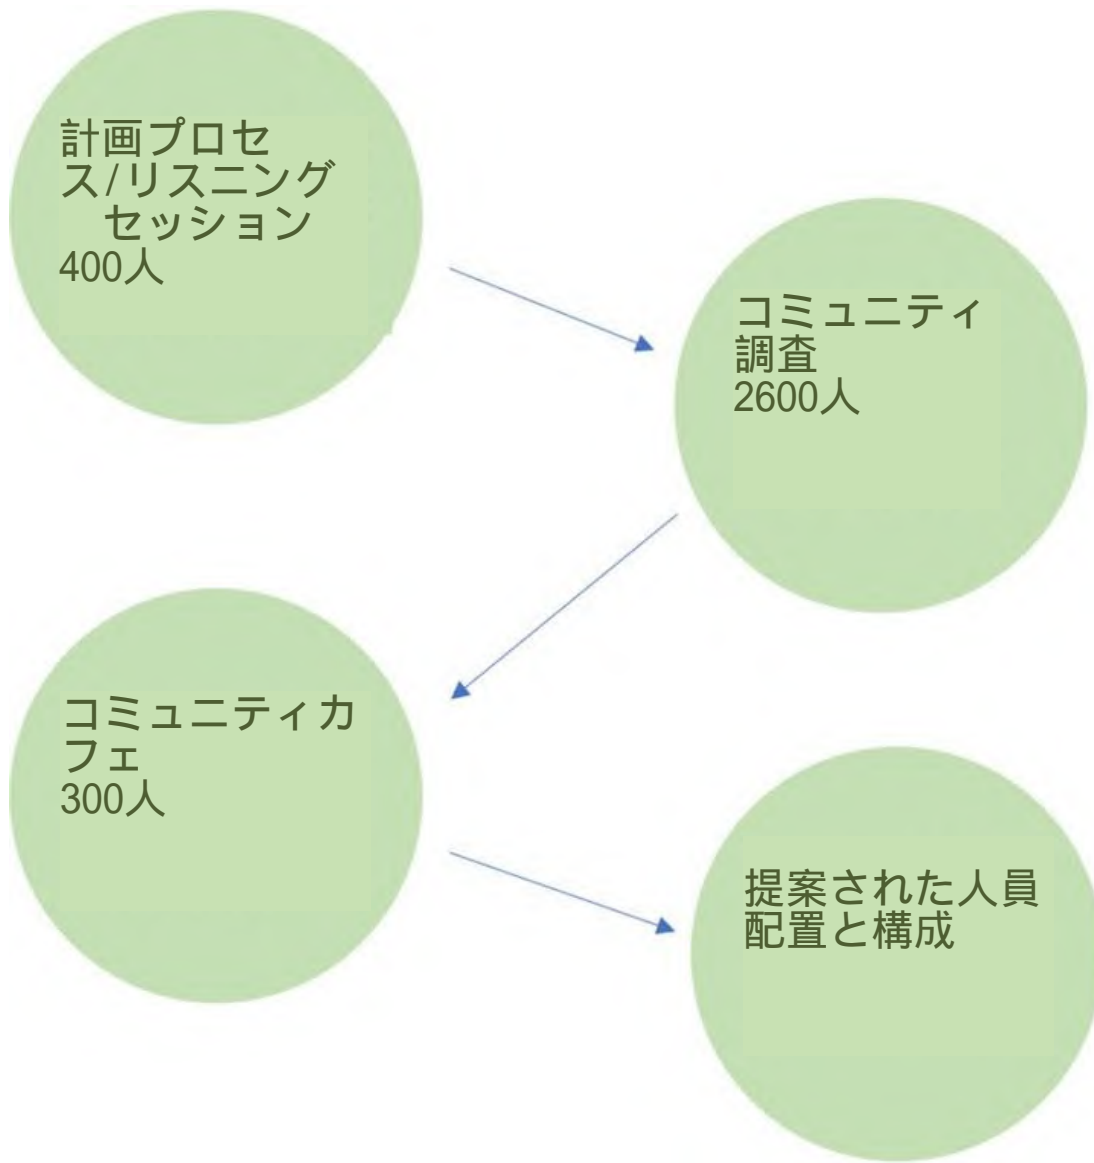 計画プロセ
ス/リスニング
　セッション
400人
コミュニティ
調査
2600人
コミュニティカ
フェ
300人
提案された人員
配置と構成